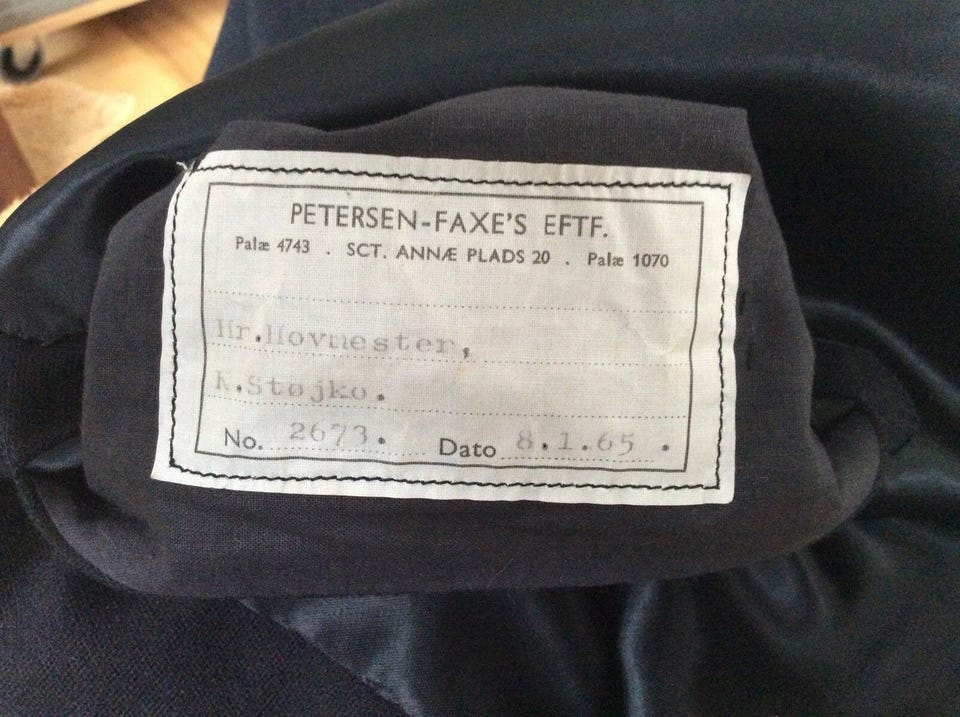 PETERSEN-FAXE'S EFTF.
Palæ 4743 . SCT. ANNÆ PLADS 20 . Palæ 1070
Hr.Hovmester,
K.Støjko.
No. 2673. Dato 8.1.65 .